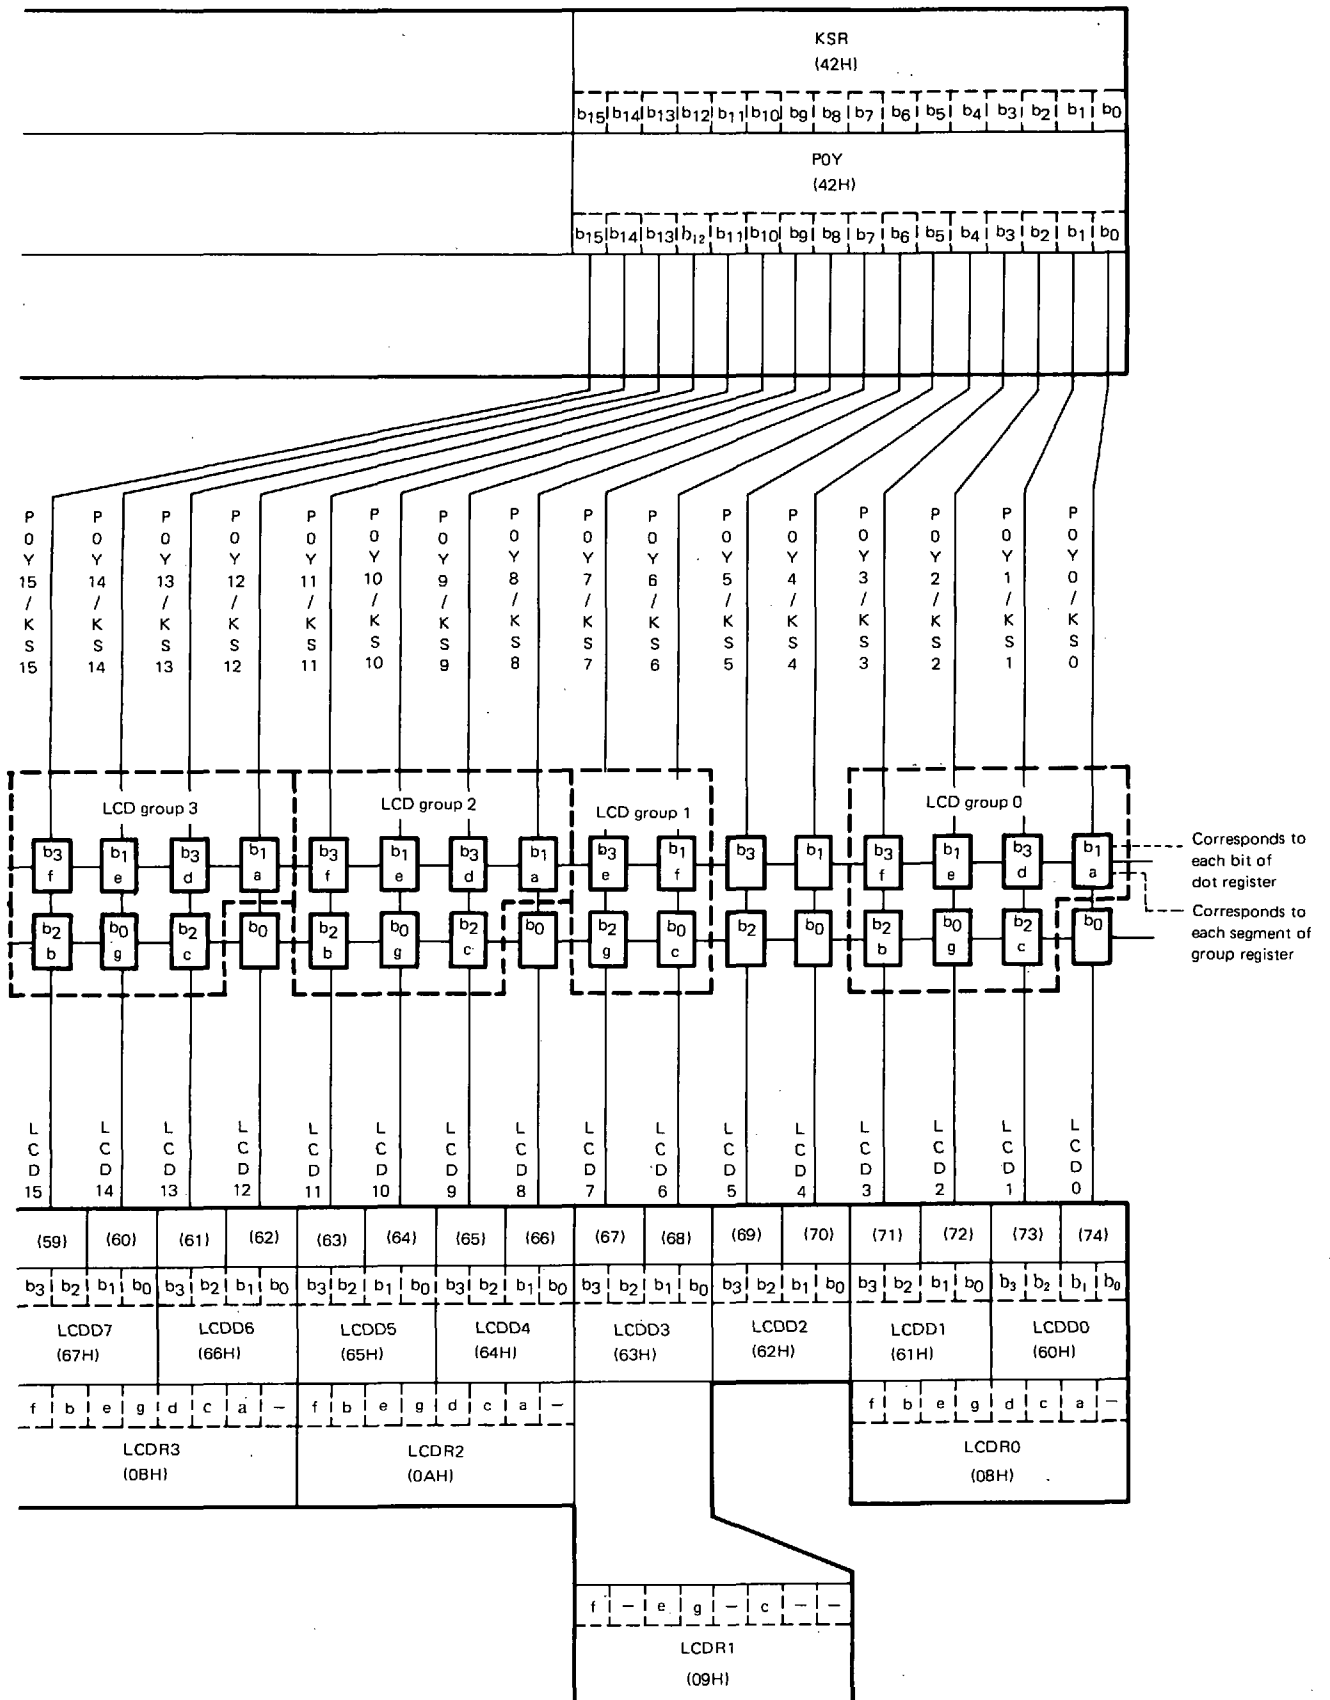 KSR
(42H)
b15 b14 b13 b12 b11 b10 b9 b8 b7 b6 b5 b4 b3 b2 b1 b0
P0Y
(42H)
b15 b14 b13 b12 b11 b10 b9 b8 b7 b6 b5 b4 b3 b2 b1 b0
P0Y15/KS15
P0Y14/KS14
P0Y13/KS13
P0Y12/KS12
P0Y11/KS11
P0Y10/KS10
P0Y9/KS9
P0Y8/KS8
P0Y7/KS7
P0Y6/KS6
P0Y5/KS5
P0Y4/KS4
P0Y3/KS3
P0Y2/KS2
P0Y1/KS1
P0Y0/KS0
LCD group 3
LCD group 2
LCD group 1
LCD group 0
b3 b1 b3 b1 b3 b1 b3 b1 b3 b1 b3 b1 b3 b1 b3 b1
f e d a f e d a e f f e d a
b2 b0 b2 b0 b2 b0 b2 b0 b2 b0 b2 b0 b2 b0 b2 b0
b g c b g c g c b g c
Corresponds to
each bit of
dot register
Corresponds to
each segment of
group register
LCD15
LCD14
LCD13
LCD12
LCD11
LCD10
LCD9
LCD8
LCD7
LCD6
LCD5
LCD4
LCD3
LCD2
LCD1
LCD0
(59) (60) (61) (62) (63) (64) (65) (66) (67) (68) (69) (70) (71) (72) (73) (74)
b3 b2 b1 b0 b3 b2 b1 b0 b3 b2 b1 b0 b3 b2 b1 b0 b3 b2 b1 b0 b3 b2 b1 b0 b3 b2 b1 b0 b3 b2 b1 b0
LCDD7 LCDD6 LCDD5 LCDD4 LCDD3 LCDD2 LCDD1 LCDD0
(67H) (66H) (65H) (64H) (63H) (62H) (61H) (60H)
f b e g d c a – f b e g d c a – f b e g d c a –
LCDR3 LCDR2 LCDR0
(0BH) (0AH) (08H)
f – e g – c – –
LCDR1
(09H)